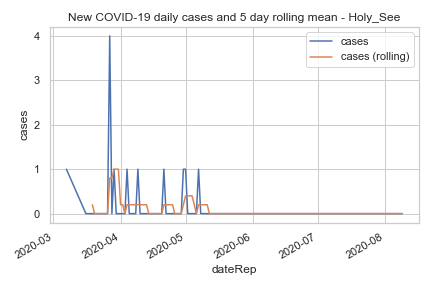 New COVID-19 daily cases and 5 day rolling mean - Holy_See
cases
cases (rolling)
4
3
2
1
0
cases
2020-03
2020-04
2020-05
2020-06
2020-07
2020-08
dateRep